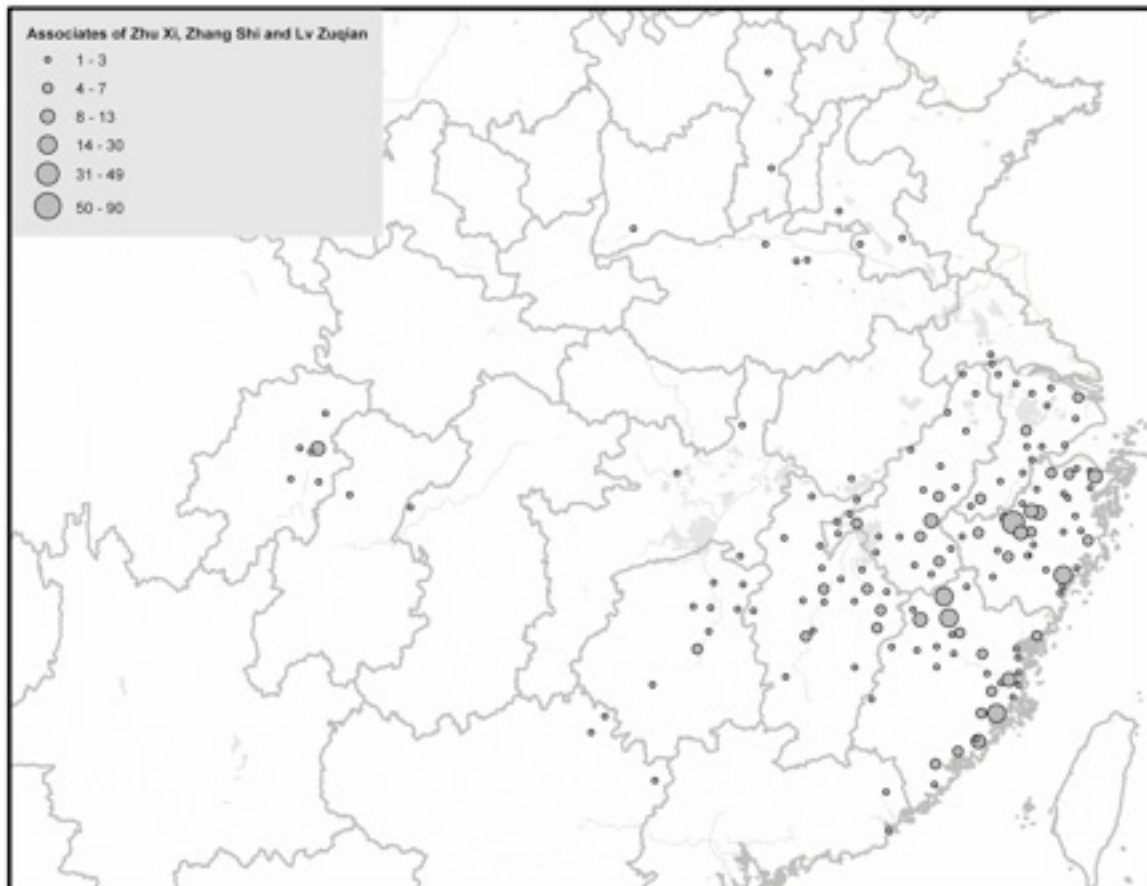 Associates of Zhu Xi, Zhang Shi and Lv Zuqian
1 - 3
4 - 7
8 - 13
14 - 30
31 - 49
50 - 90